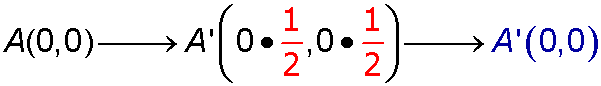 A(0,0) ⟶ A'(0•1/2,0•1/2) ⟶ A'(0,0)